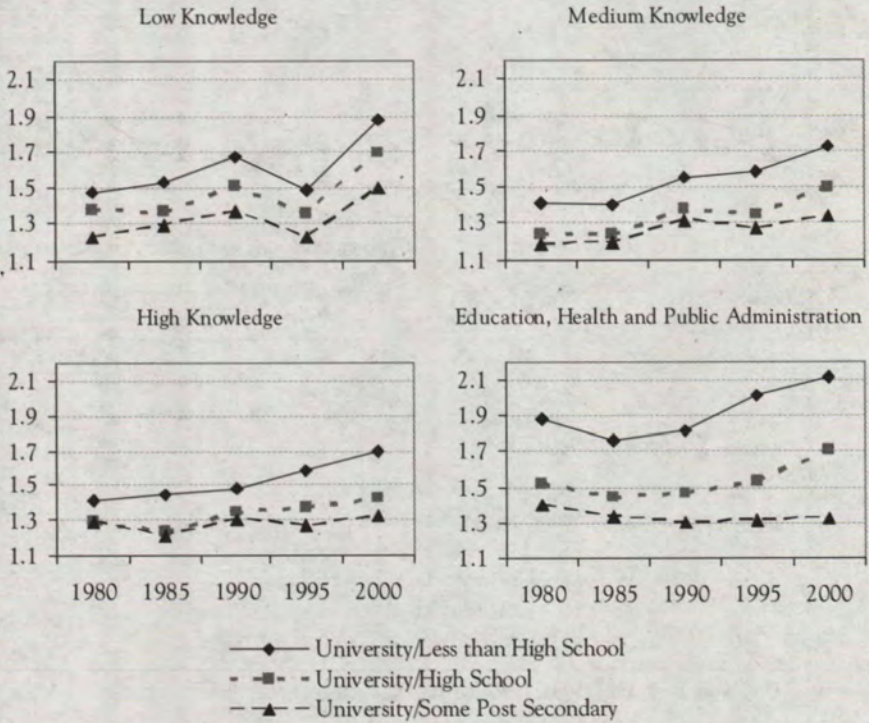 Low Knowledge
Medium Knowledge
2.1
1.9
1.7
1.5
1.3
1.1
2.1
1.9
1.7
1.5
1.3
1.1
High Knowledge
Education, Health and Public Administration
2.1
1.9
1.7
1.5
1.3
1.1
2.1
1.9
1.7
1.5
1.3
1.1
1980 1985 1990 1995 2000
1980 1985 1990 1995 2000
University/Less than High School
University/High School
University/Some Post Secondary